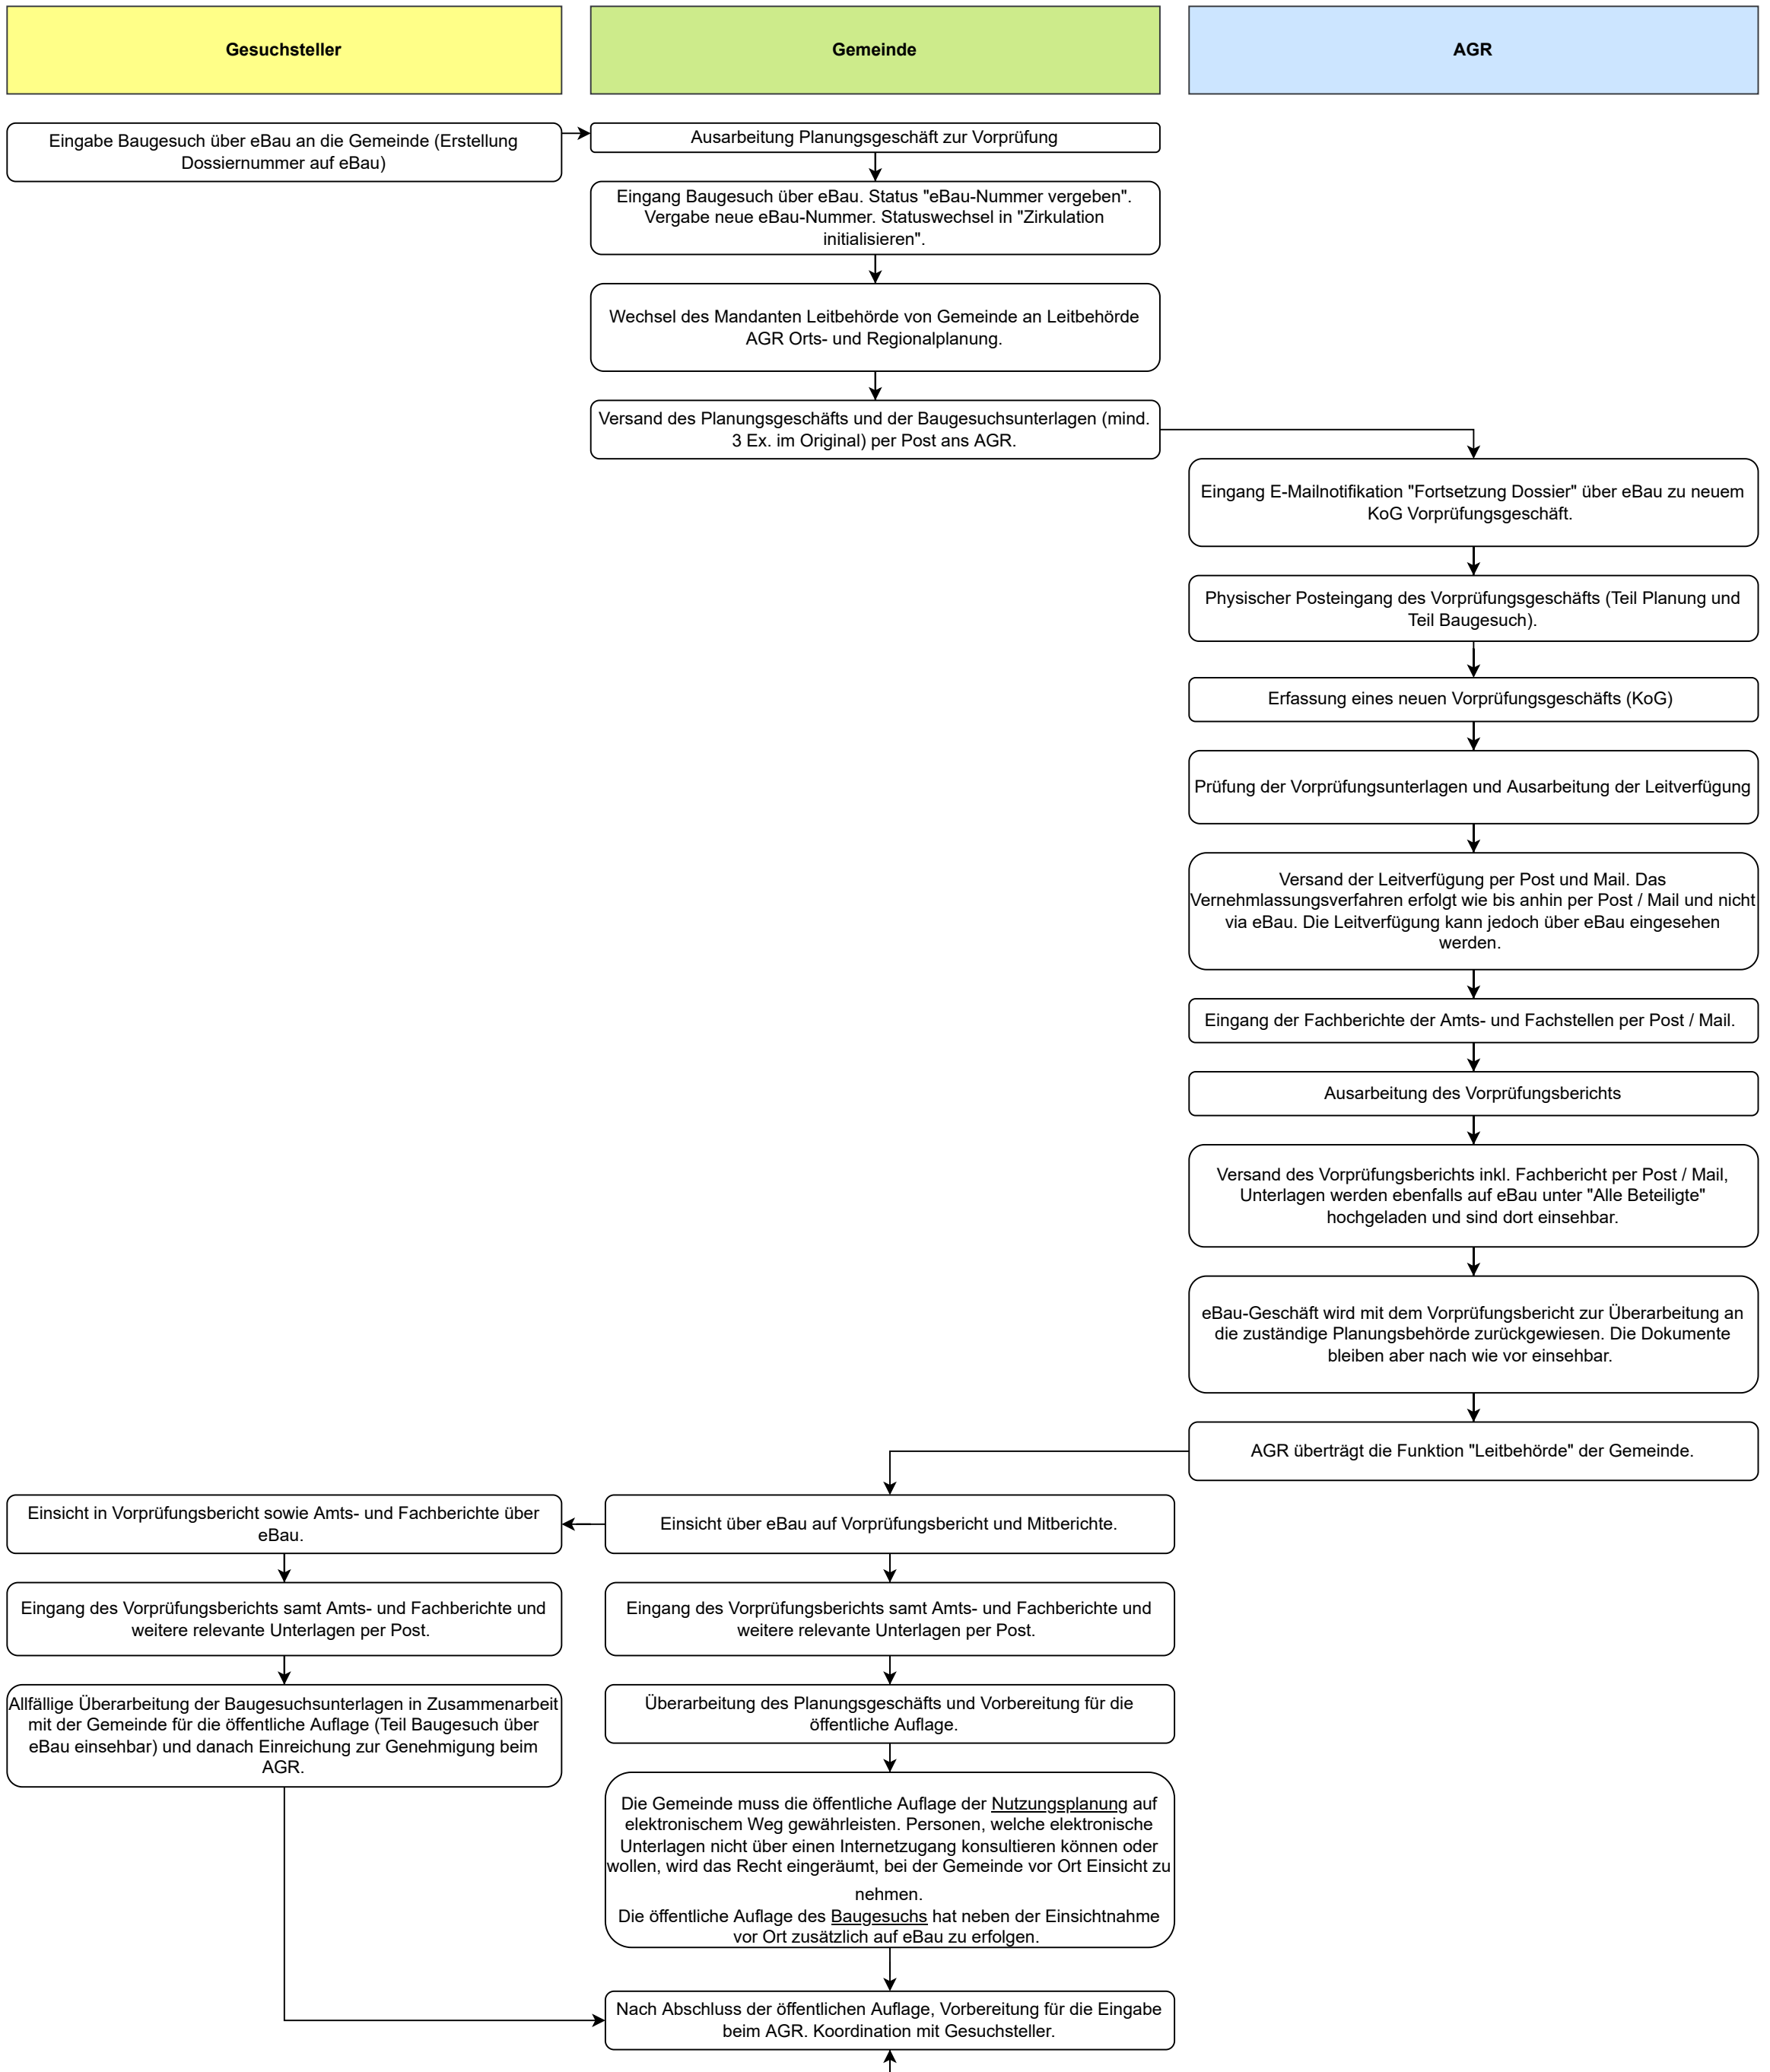 Gesuchsteller
Gemeinde
AGR
Eingabe Baugesuch über eBau an die Gemeinde (Erstellung
Dossiernummer auf eBau)
Ausarbeitung Planungsgeschäft zur Vorprüfung
Eingang Baugesuch über eBau. Status "eBau-Nummer vergeben".
Vergabe neue eBau-Nummer. Statuswechsel in "Zirkulation
initialisieren".
Wechsel des Mandanten Leitbehörde von Gemeinde an Leitbehörde
AGR Orts- und Regionalplanung.
Versand des Planungsgeschäfts und der Baugesuchsunterlagen (mind.
3 Ex. im Original) per Post ans AGR.
Eingang E-Mailnotifikation "Fortsetzung Dossier" über eBau zu neuem
KoG Vorprüfungsgeschäft.
Physischer Posteingang des Vorprüfungsgeschäfts (Teil Planung und
Teil Baugesuch).
Erfassung eines neuen Vorprüfungsgeschäfts (KoG)
Prüfung der Vorprüfungsunterlagen und Ausarbeitung der Leitverfügung
Versand der Leitverfügung per Post und Mail. Das
Vernehmlassungsverfahren erfolgt wie bis anhin per Post / Mail und nicht
via eBau. Die Leitverfügung kann jedoch über eBau eingesehen
werden.
Eingang der Fachberichte der Amts- und Fachstellen per Post / Mail.
Ausarbeitung des Vorprüfungsberichts
Versand des Vorprüfungsberichts inkl. Fachbericht per Post / Mail,
Unterlagen werden ebenfalls auf eBau unter "Alle Beteiligte"
hochgeladen und sind dort einsehbar.
eBau-Geschäft wird mit dem Vorprüfungsbericht zur Überarbeitung an
die zuständige Planungsbehörde zurückgewiesen. Die Dokumente
bleiben aber nach wie vor einsehbar.
AGR überträgt die Funktion "Leitbehörde" der Gemeinde.
Einsicht in Vorprüfungsbericht sowie Amts- und Fachberichte über
eBau.
Einsicht über eBau auf Vorprüfungsbericht und Mitberichte.
Eingang des Vorprüfungsberichts samt Amts- und Fachberichte und
weitere relevante Unterlagen per Post.
Eingang des Vorprüfungsberichts samt Amts- und Fachberichte und
weitere relevante Unterlagen per Post.
Allfällige Überarbeitung der Baugesuchsunterlagen in Zusammenarbeit
mit der Gemeinde für die öffentliche Auflage (Teil Baugesuch über
eBau einsehbar) und danach Einreichung zur Genehmigung beim
AGR.
Überarbeitung des Planungsgeschäfts und Vorbereitung für die
öffentliche Auflage.
Die Gemeinde muss die öffentliche Auflage der Nutzungsplanung auf
elektronischem Weg gewährleisten. Personen, welche elektronische
Unterlagen nicht über einen Internetzugang konsultieren können oder
wollen, wird das Recht eingeräumt, bei der Gemeinde vor Ort Einsicht zu
nehmen.
Die öffentliche Auflage des Baugesuchs hat neben der Einsichtnahme
vor Ort zusätzlich auf eBau zu erfolgen.
Nach Abschluss der öffentlichen Auflage, Vorbereitung für die Eingabe
beim AGR. Koordination mit Gesuchsteller.